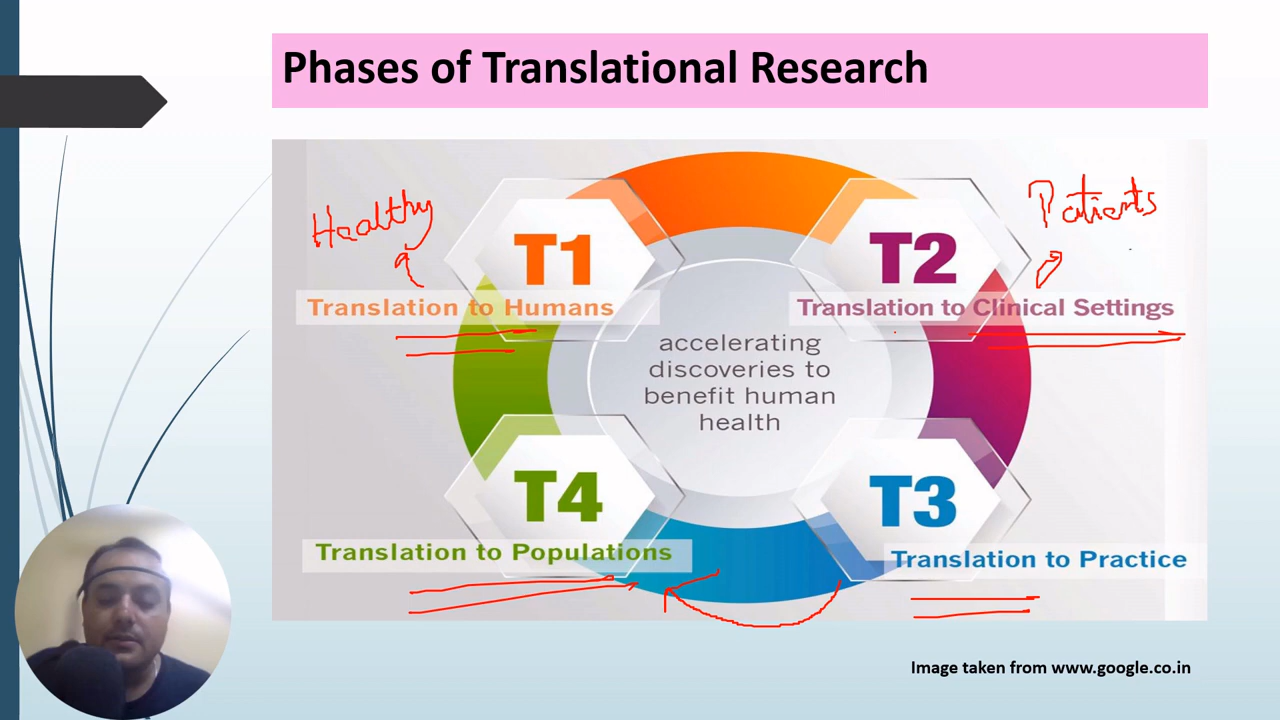 Phases of Translational Research
Healthy
Patients
T1
Translation to Humans
T2
Translation to Clinical Settings
accelerating
discoveries to
benefit human
health
T4
Translation to Populations
T3
Translation to Practice
Image taken from www.google.co.in